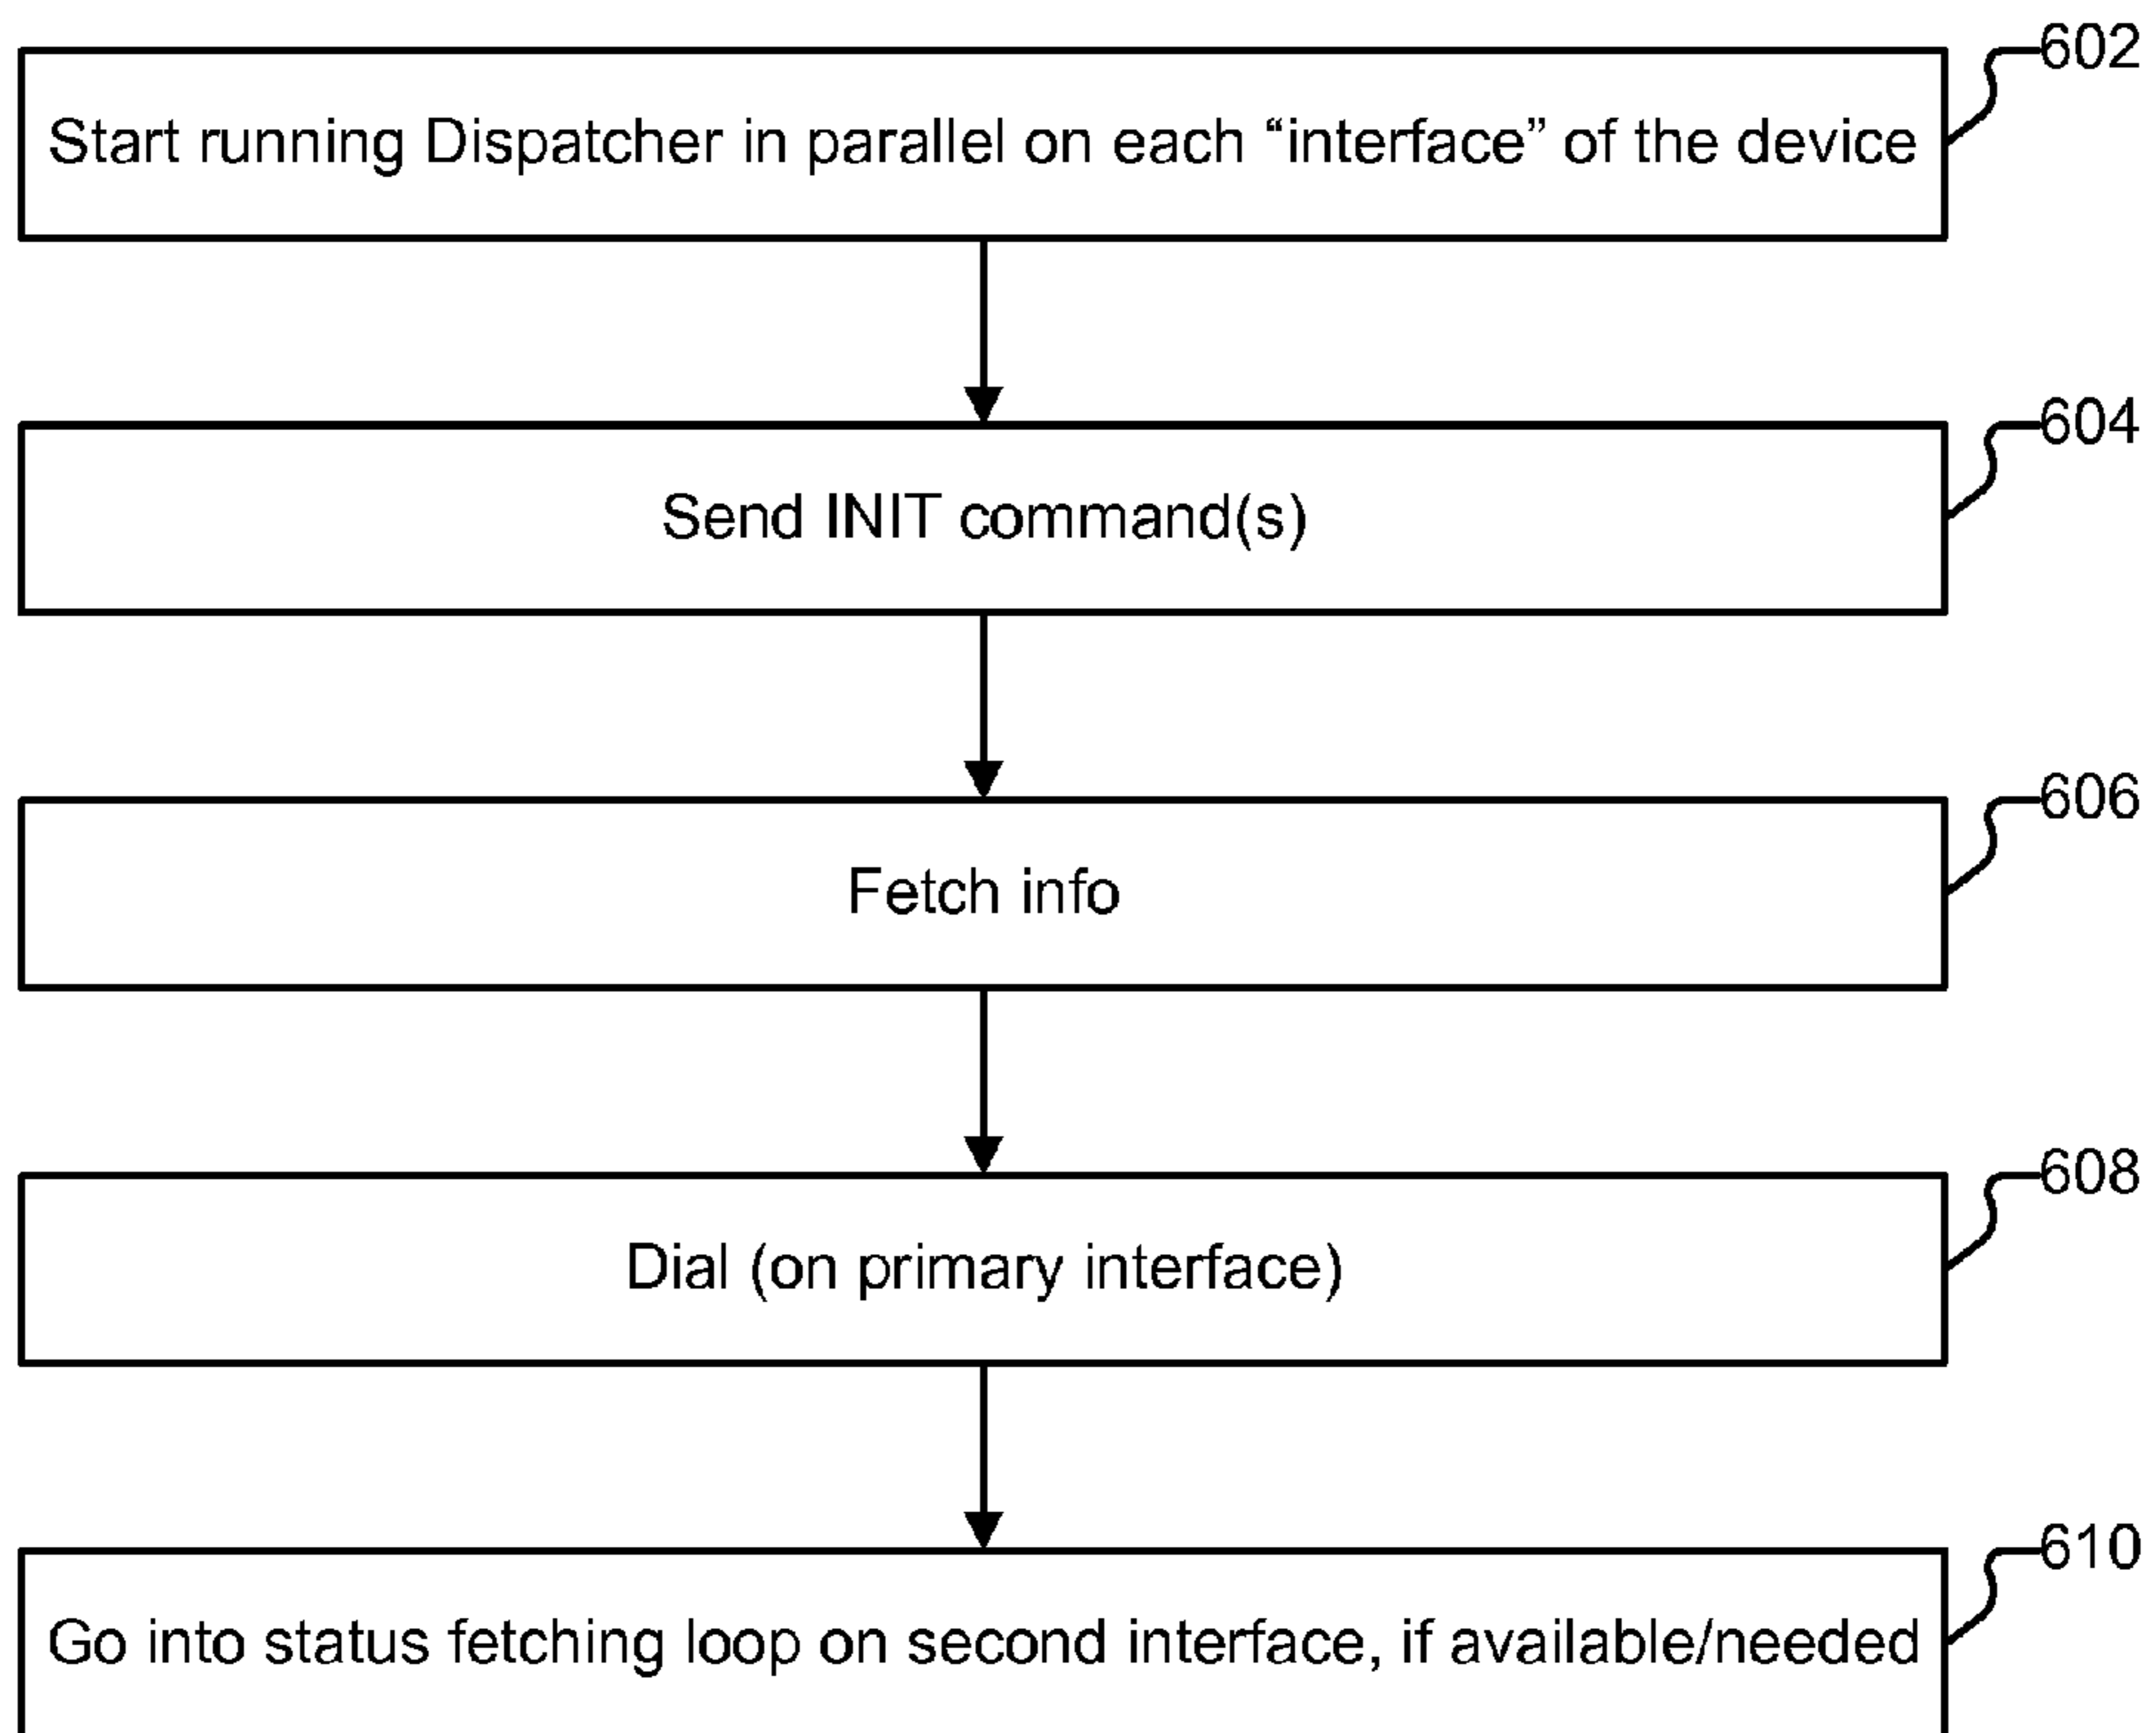 602
Start running Dispatcher in parallel on each “interface” of the device
604
Send INIT command(s)
606
Fetch info
608
Dial (on primary interface)
610
Go into status fetching loop on second interface, if available/needed